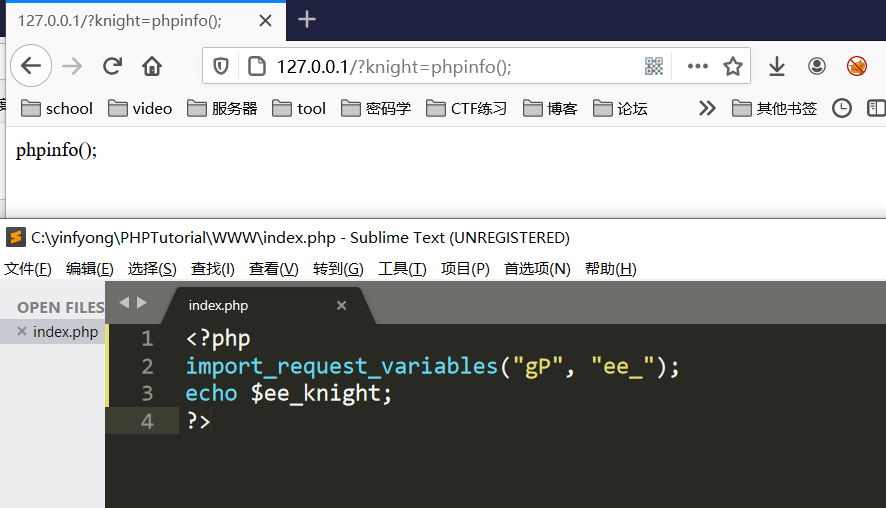 127.0.0.1/?knight=phpinfo();
127.0.0.1/?knight=phpinfo();
school video 服务器 tool 密码学 CTF练习 博客 论坛 其他书签
phpinfo();
C:\yinfyong\PHPTutorial\WWW\index.php - Sublime Text (UNREGISTERED)
文件(F) 编辑(E) 选择(S) 查找(I) 查看(V) 转到(G) 工具(T) 项目(P) 首选项(N) 帮助(H)
OPEN FILES
index.php
index.php
1 <?php
2 import_request_variables("gP", "ee_");
3 echo $ee_knight;
4 ?>